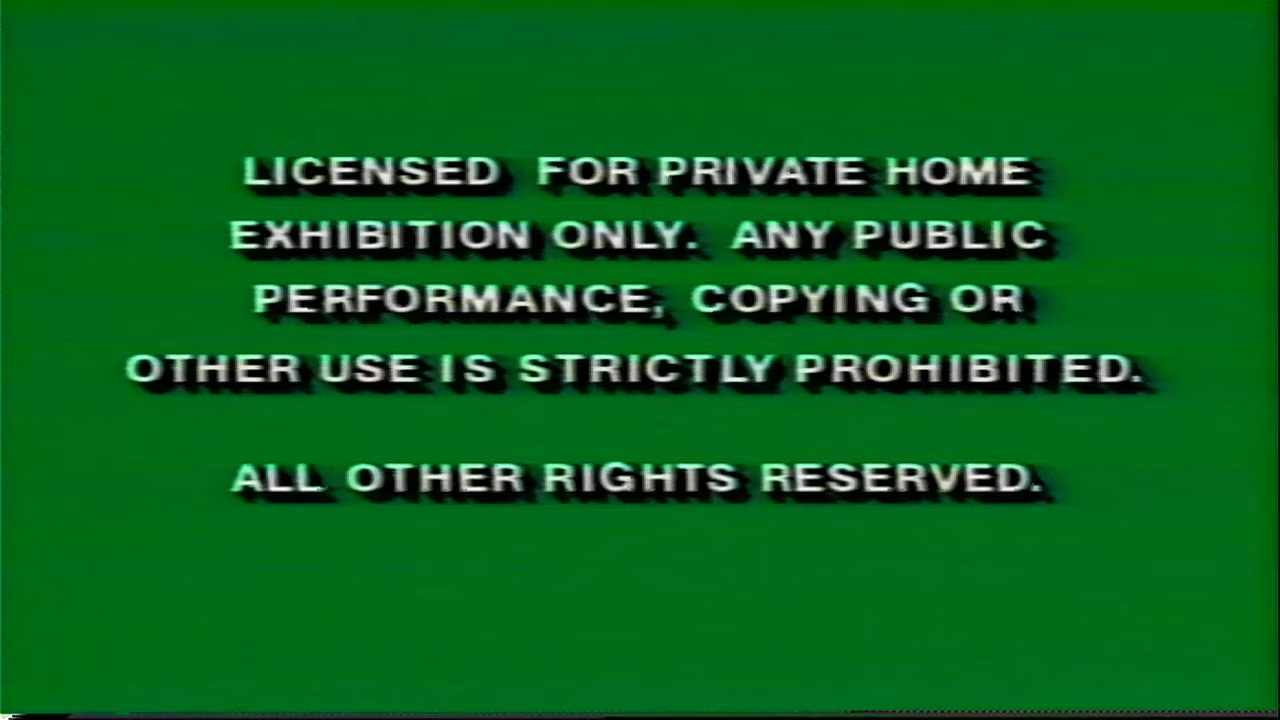 LICENSED FOR PRIVATE HOME
EXHIBITION ONLY. ANY PUBLIC
PERFORMANCE, COPYING OR
OTHER USE IS STRICTLY PROHIBITED.
ALL OTHER RIGHTS RESERVED.